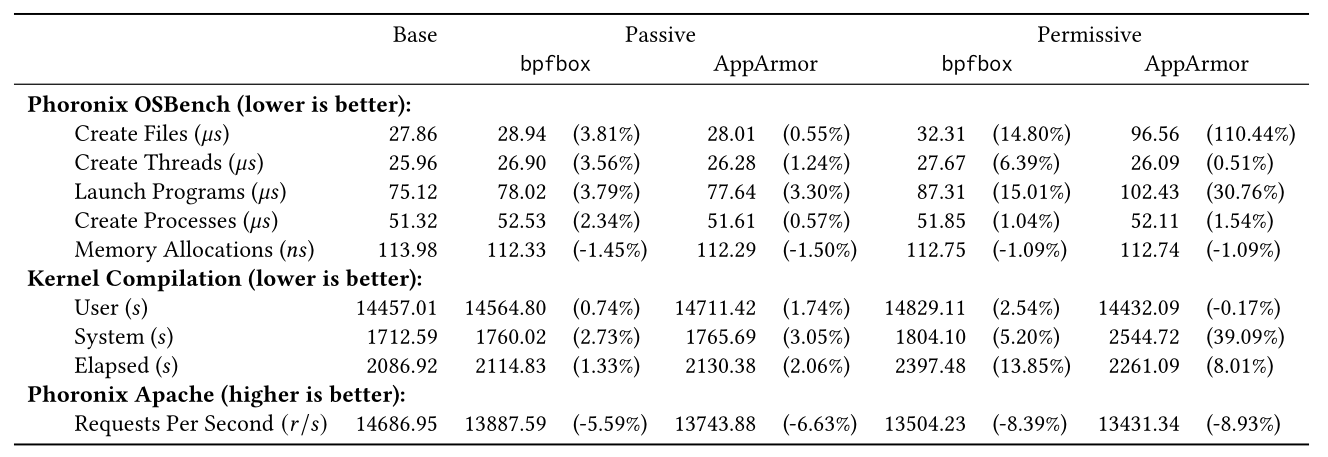 Base Passive Permissive
bpfbox AppArmor bpfbox AppArmor
Phoronix OSBench (lower is better):
Create Files (μs) 27.86 28.94 (3.81%) 28.01 (0.55%) 32.31 (14.80%) 96.56 (110.44%)
Create Threads (μs) 25.96 26.90 (3.56%) 26.28 (1.24%) 27.67 (6.39%) 26.09 (0.51%)
Launch Programs (μs) 75.12 78.02 (3.79%) 77.64 (3.30%) 87.31 (15.01%) 102.43 (30.76%)
Create Processes (μs) 51.32 52.53 (2.34%) 51.61 (0.57%) 51.85 (1.04%) 52.11 (1.54%)
Memory Allocations (ns) 113.98 112.33 (-1.45%) 112.29 (-1.50%) 112.75 (-1.09%) 112.74 (-1.09%)
Kernel Compilation (lower is better):
User (s) 14457.01 14564.80 (0.74%) 14711.42 (1.74%) 14829.11 (2.54%) 14432.09 (-0.17%)
System (s) 1712.59 1760.02 (2.73%) 1765.69 (3.05%) 1804.10 (5.20%) 2544.72 (39.09%)
Elapsed (s) 2086.92 2114.83 (1.33%) 2130.38 (2.06%) 2397.48 (13.85%) 2261.09 (8.01%)
Phoronix Apache (higher is better):
Requests Per Second (r/s) 14686.95 13887.59 (-5.59%) 13743.88 (-6.63%) 13504.23 (-8.39%) 13431.34 (-8.93%)